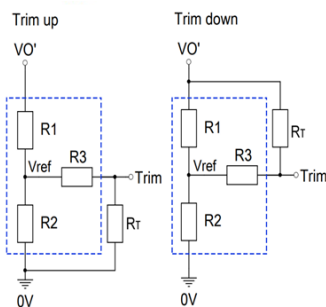 Trim up
VO'
R1
R3
Vref
Trim
R2
RT
0V
Trim down
VO'
R1
RT
R3
Vref
Trim
R2
0V